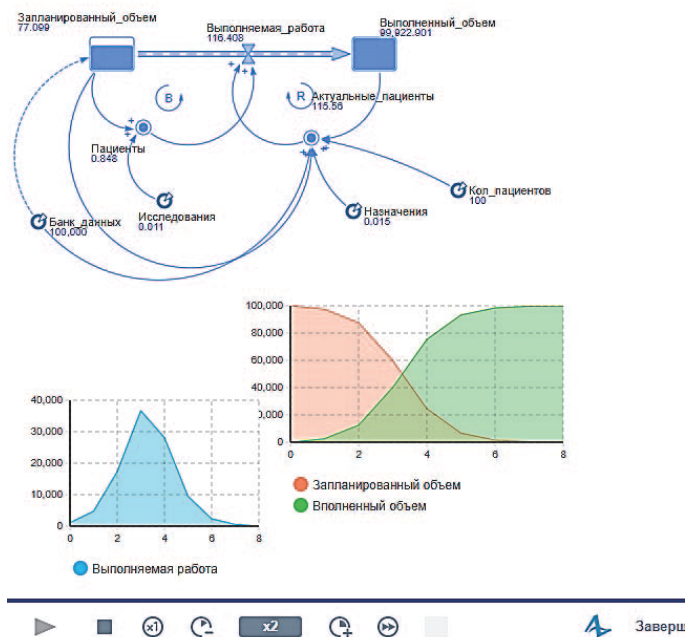 Запланированный_объем
77.099
Выполняемая_работа
116.408
Выполненный_объем
99,922.901
B
R
Актуальные_пациенты
115.56
Пациенты
0.848
Банк_данных
100,000
Исследования
0.011
Назначения
0.015
Кол_пациентов
100
100,000
80,000
60,000
40,000
0,000
0
0 2 4 6 8
Запланированный объем
Вполненный объем
40,000
30,000
20,000
10,000
0
0 2 4 6 8
Выполняемая работа
x1
x2
Заверш